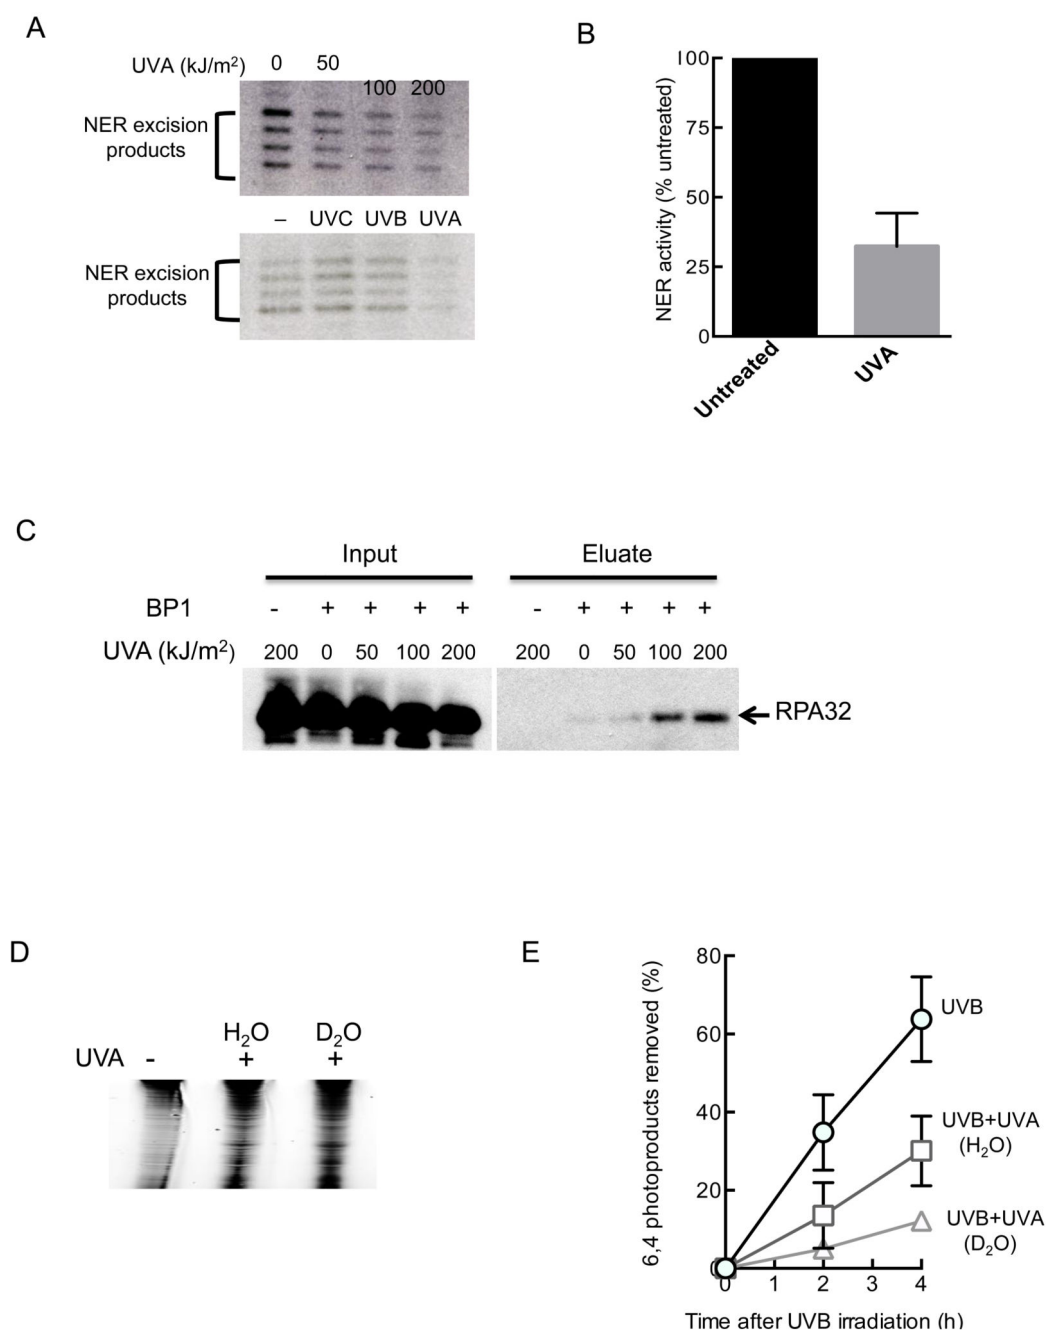 A
UVA (kJ/m²) 0 50 100 200
NER excision
products
– UVC UVB UVA
NER excision
products
B
NER activity (% untreated)
100
75
50
25
0
Untreated
UVA
C
Input Eluate
BP1 - + + + + - + + + +
UVA (kJ/m²) 200 0 50 100 200 200 0 50 100 200
RPA32
D
H₂O D₂O
UVA - + +
E
6,4 photoproducts removed (%)
80
60
40
20
0
0 1 2 3 4
Time after UVB irradiation (h)
UVB
UVB+UVA
(H₂O)
UVB+UVA
(D₂O)